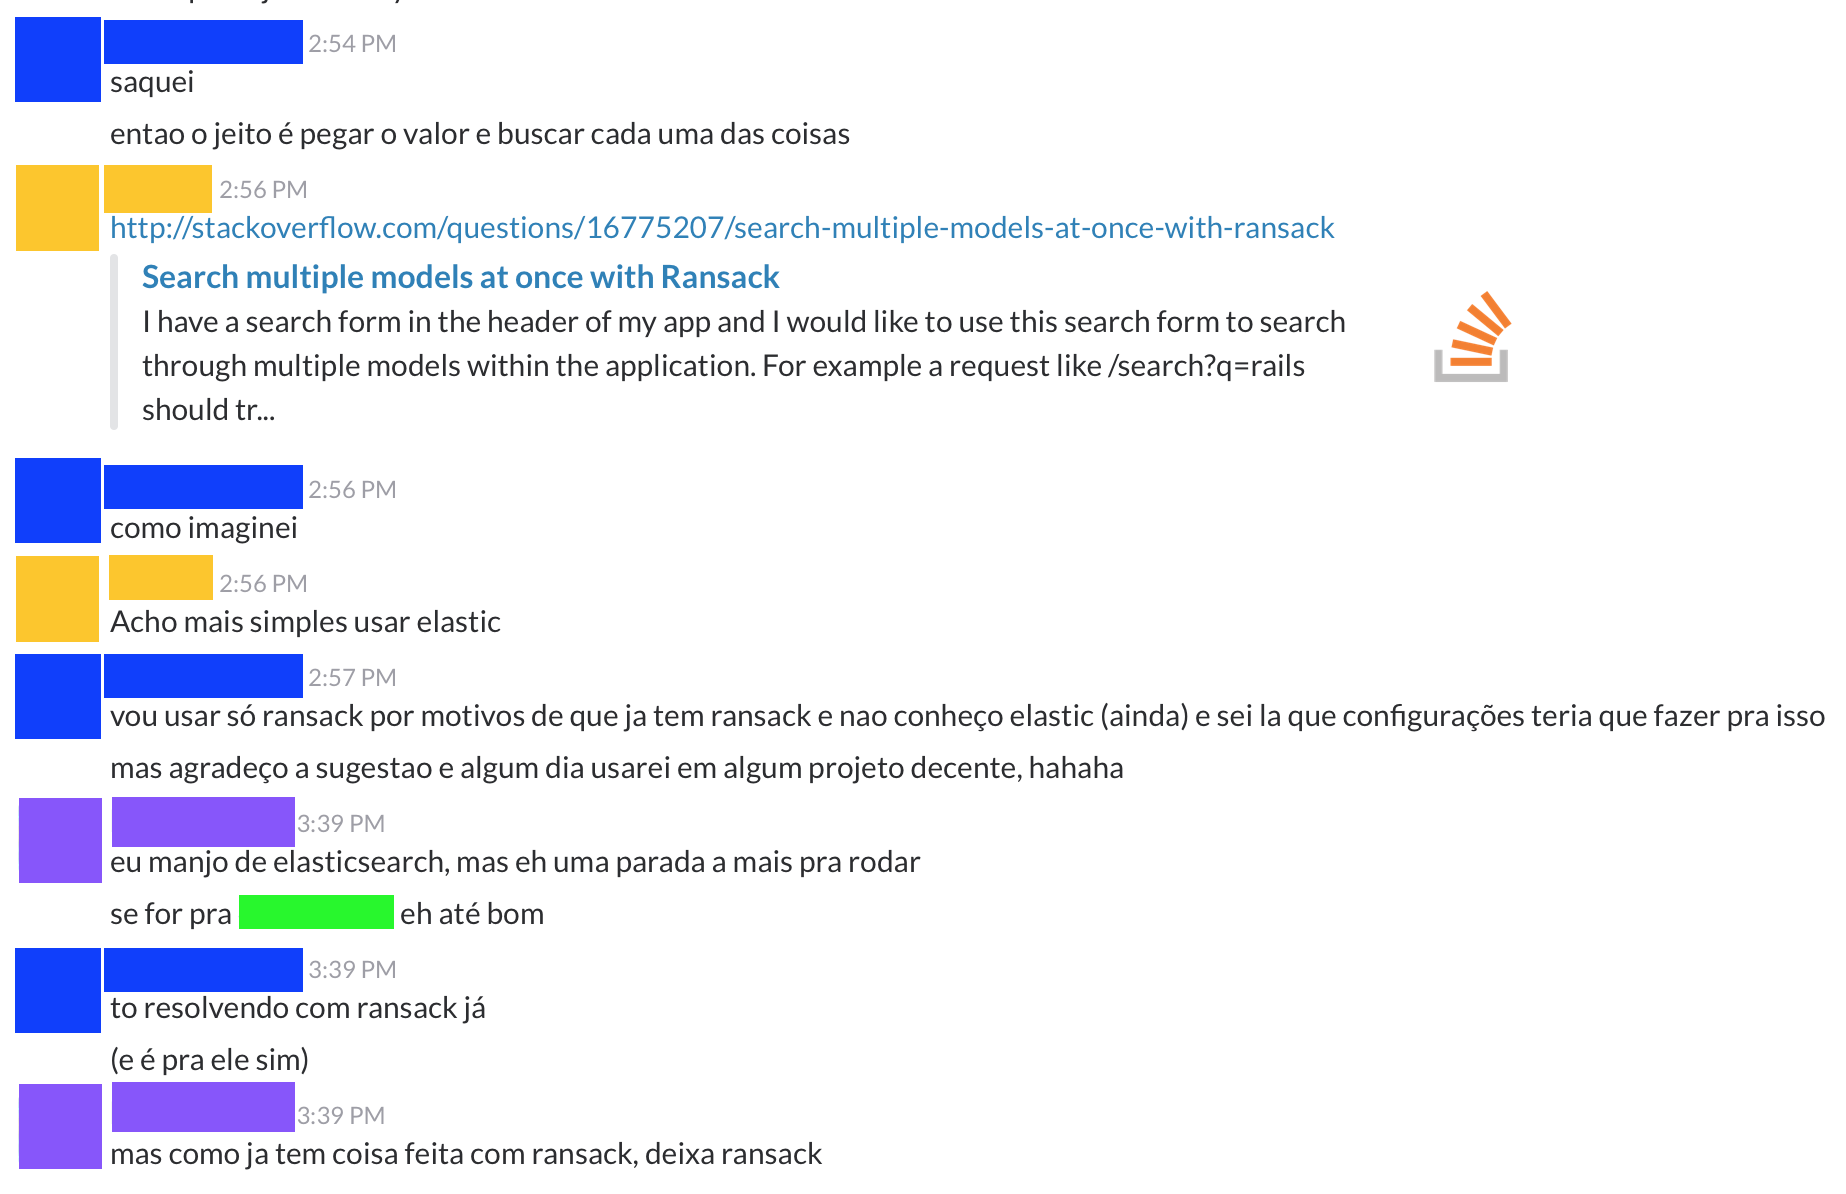 2:54 PM
saquei
entao o jeito é pegar o valor e buscar cada uma das coisas
2:56 PM
http://stackoverflow.com/questions/16775207/search-multiple-models-at-once-with-ransack
Search multiple models at once with Ransack
I have a search form in the header of my app and I would like to use this search form to search
through multiple models within the application. For example a request like /search?q=rails
should tr...
2:56 PM
como imaginei
2:56 PM
Acho mais simples usar elastic
2:57 PM
vou usar só ransack por motivos de que ja tem ransack e nao conheço elastic (ainda) e sei la que configurações teria que fazer pra isso
mas agradeço a sugestao e algum dia usarei em algum projeto decente, hahaha
3:39 PM
eu manjo de elasticsearch, mas eh uma parada a mais pra rodar
se for pra eh até bom
3:39 PM
to resolvendo com ransack já
(e é pra ele sim)
3:39 PM
mas como ja tem coisa feita com ransack, deixa ransack